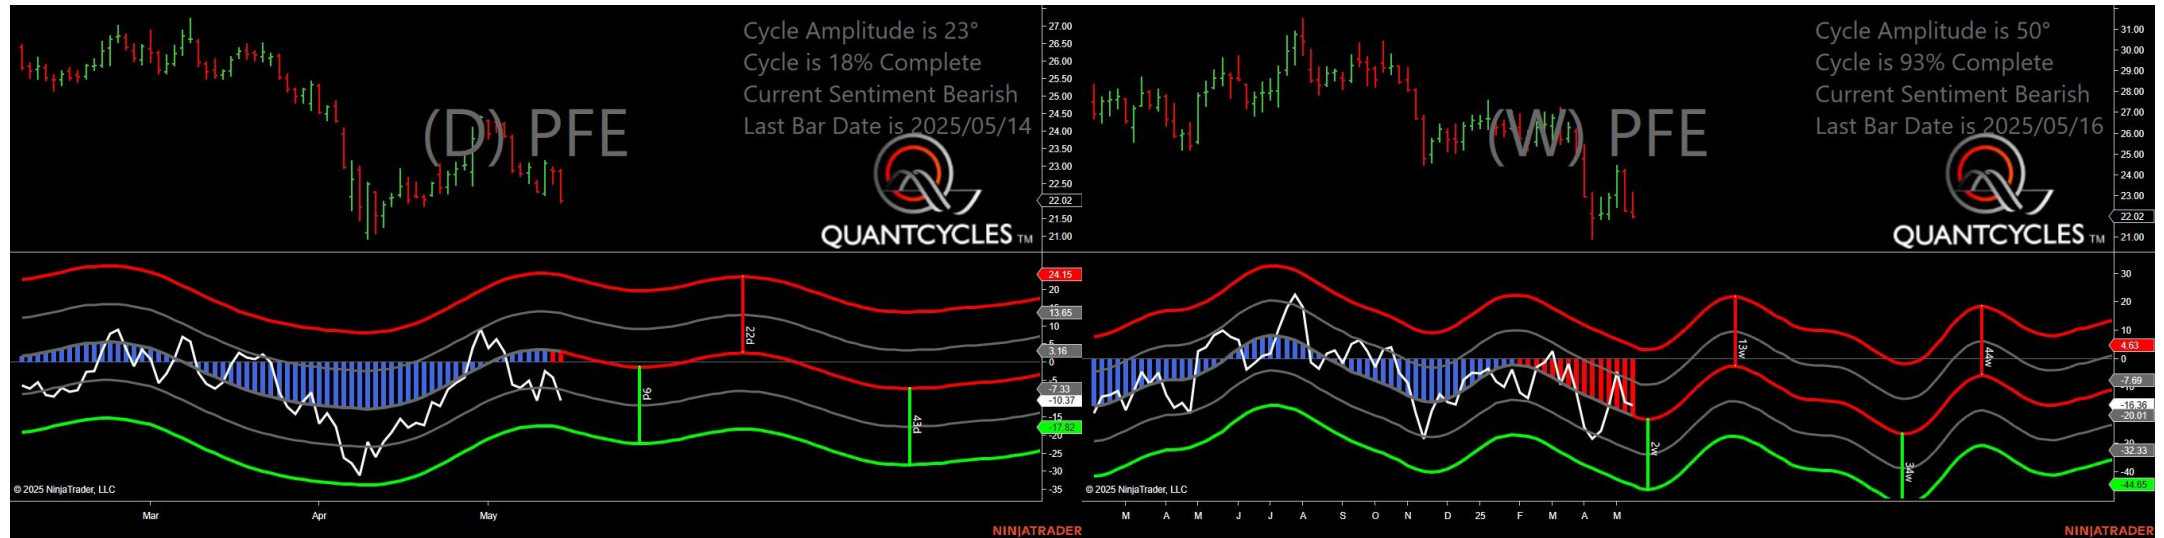 Cycle Amplitude is 23°
Cycle is 18% Complete
Current Sentiment Bearish
Last Bar Date is 2025/05/14
(D) PFE
QUANTCYCLES TM
27.00
26.50
26.00
25.50
25.00
24.50
24.00
23.50
23.00
22.50
22.02
21.50
21.00
24.15
20
13.65
10
3.16
0
-7.33
-10.37
-15
-17.82
-20
-25
-30
-35
9d
22d
43d
© 2025 NinjaTrader, LLC
Mar
Apr
May
NINJATRADER
Cycle Amplitude is 50°
Cycle is 93% Complete
Current Sentiment Bearish
Last Bar Date is 2025/05/16
(W) PFE
QUANTCYCLES TM
31.00
30.00
29.00
28.00
27.00
26.00
25.00
24.00
23.00
22.02
21.00
30
20
10
4.63
0
-7.69
-16.36
-20.01
-32.33
-40
-44.65
2w
13w
34w
44w
© 2025 NinjaTrader, LLC
M A M J J A S O N D 25 F M A M
NINJATRADER